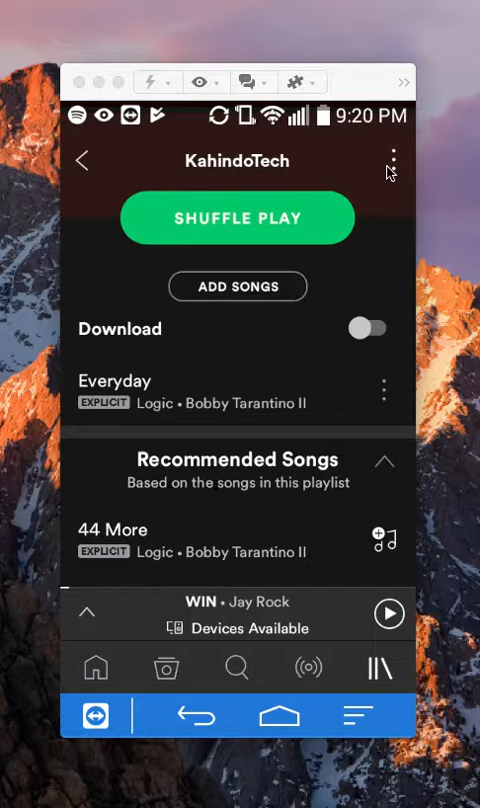 9:20 PM
KahindoTech
SHUFFLE PLAY
ADD SONGS
Download
Everyday
EXPLICIT Logic • Bobby Tarantino II
Recommended Songs
Based on the songs in this playlist
44 More
EXPLICIT Logic • Bobby Tarantino II
WIN • Jay Rock
Devices Available